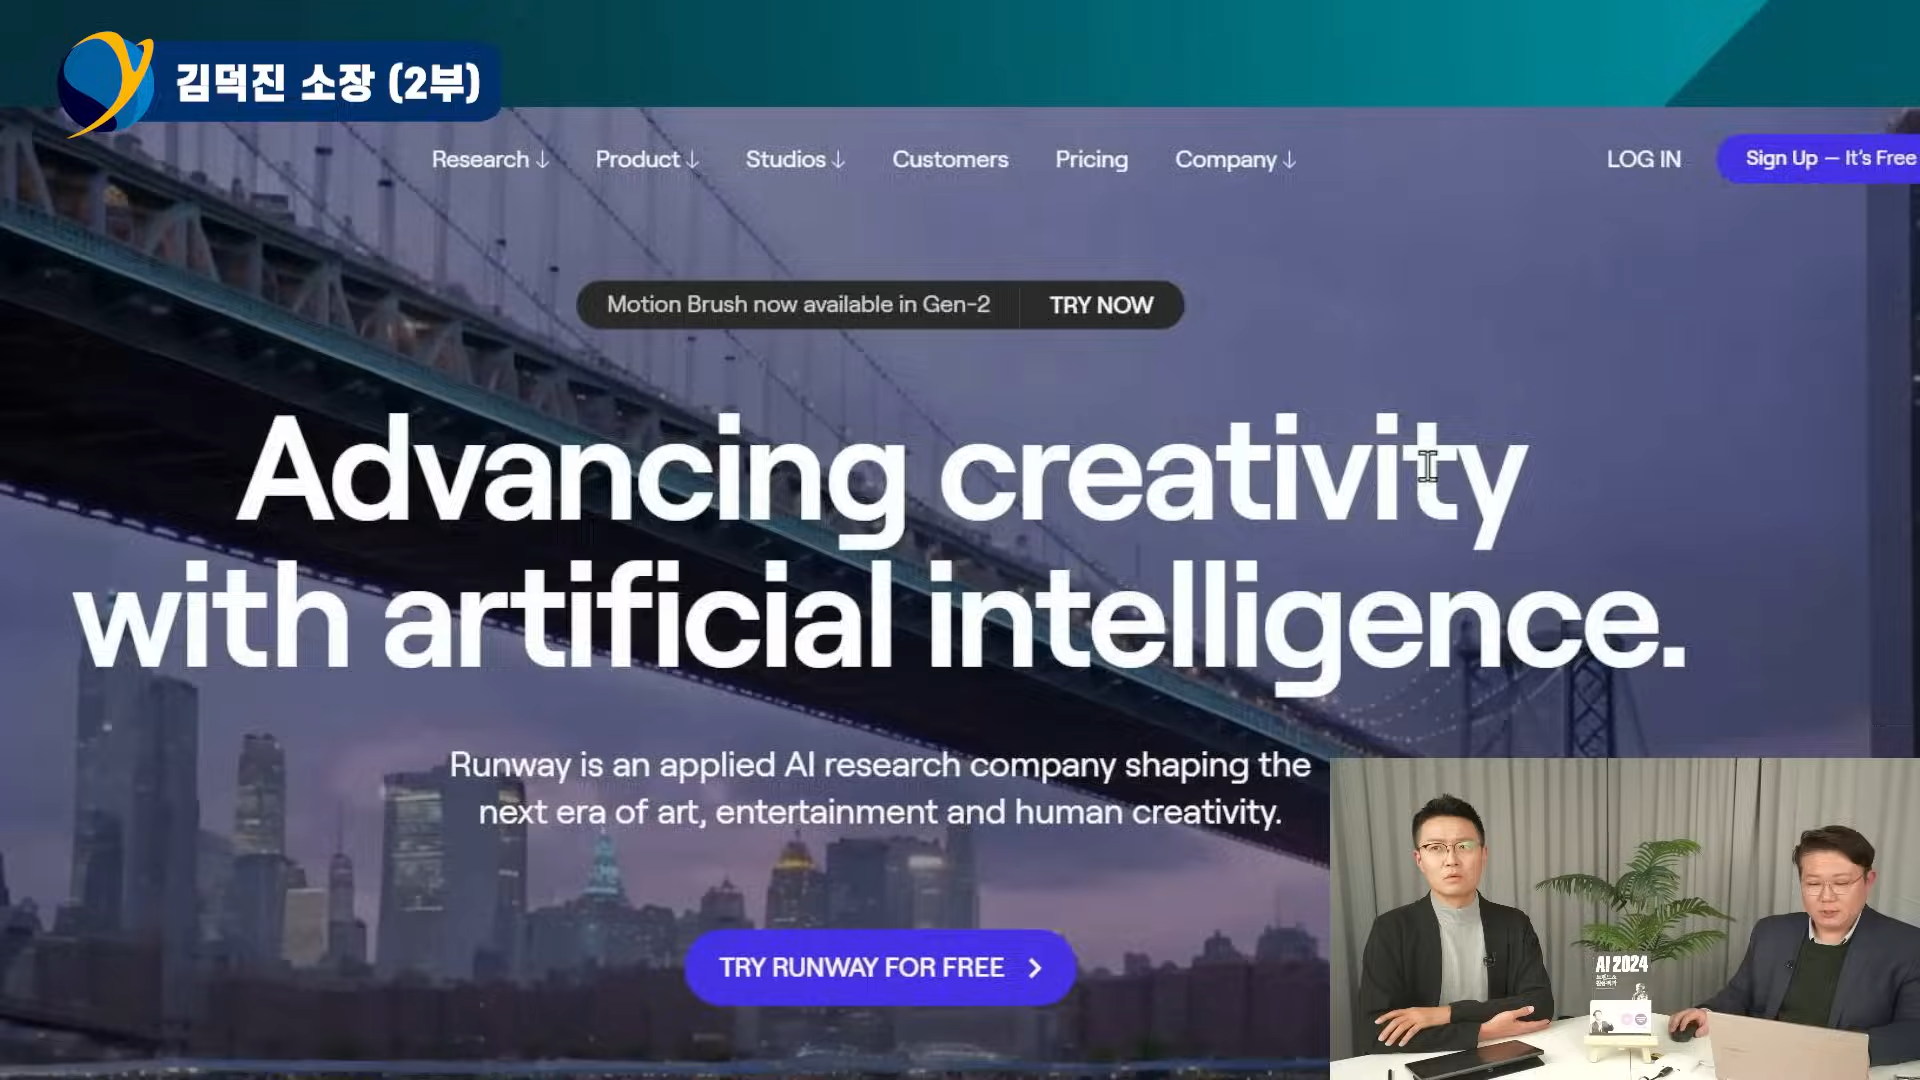 김덕진 소장 (2부)
Research ↓ Product ↓ Studios ↓ Customers Pricing Company ↓ LOG IN Sign Up — It's Free
Motion Brush now available in Gen-2 TRY NOW
Advancing creativity
with artificial intelligence.
Runway is an applied AI research company shaping the
next era of art, entertainment and human creativity.
TRY RUNWAY FOR FREE >
AI 2024